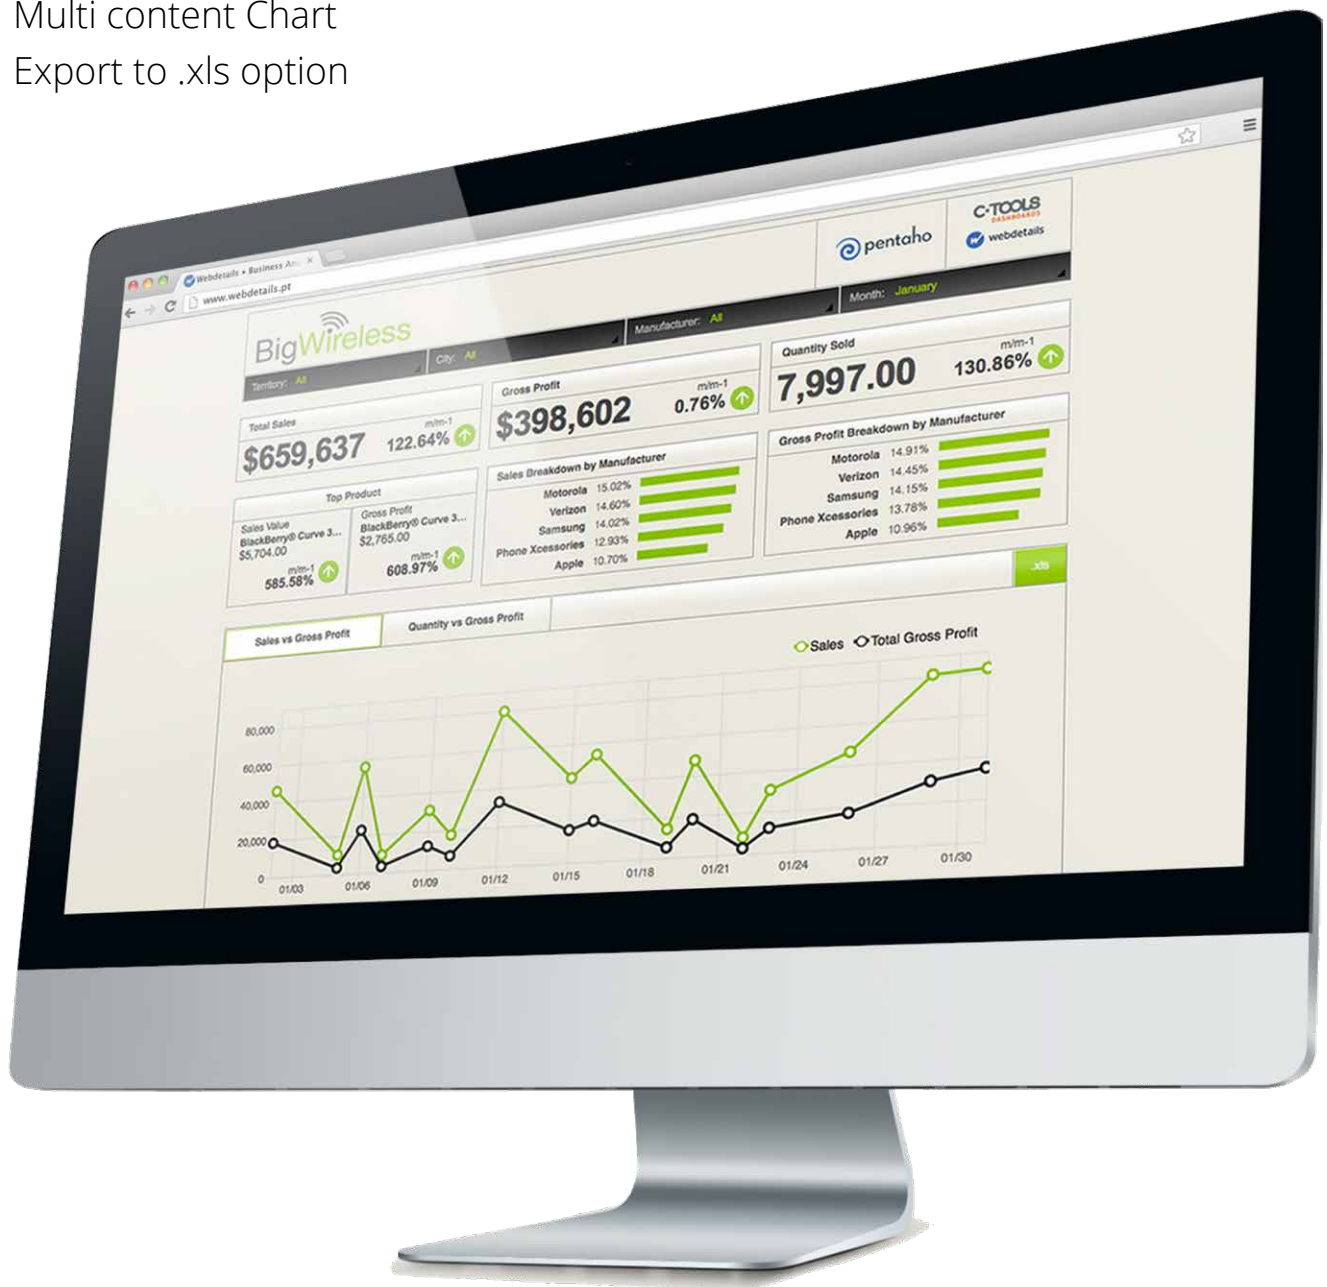 Multi content Chart
Export to .xls option
Webdetails • Business An
www.webdetails.pt
BigWireless
pentaho
C-TOOLS
DASHBOARDS
webdetails
Territory: All
City: All
Manufacturer: All
Month: January
Total Sales
$659,637
m/m-1
122.64%
Gross Profit
$398,602
m/m-1
0.76%
Quantity Sold
7,997.00
m/m-1
130.86%
Top Product
Sales Value
BlackBerry® Curve 3...
$5,704.00
m/m-1
585.58%
Gross Profit
BlackBerry® Curve 3...
$2,765.00
m/m-1
608.97%
Sales Breakdown by Manufacturer
Motorola 15.02%
Verizon 14.60%
Samsung 14.02%
Phone Xcessories 12.93%
Apple 10.70%
Gross Profit Breakdown by Manufacturer
Motorola 14.91%
Verizon 14.45%
Samsung 14.15%
Phone Xcessories 13.78%
Apple 10.96%
.xls
Sales vs Gross Profit
Quantity vs Gross Profit
Sales Total Gross Profit
80,000
60,000
40,000
20,000
0
01/03 01/06 01/09 01/12 01/15 01/18 01/21 01/24 01/27 01/30